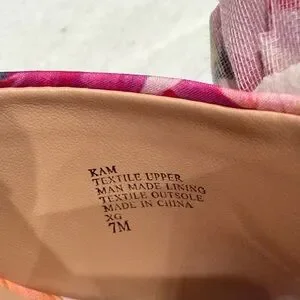 KAM
TEXTILE UPPER
MAN MADE LINING
TEXTILE OUTSOLE
MADE IN CHINA
XG
7M